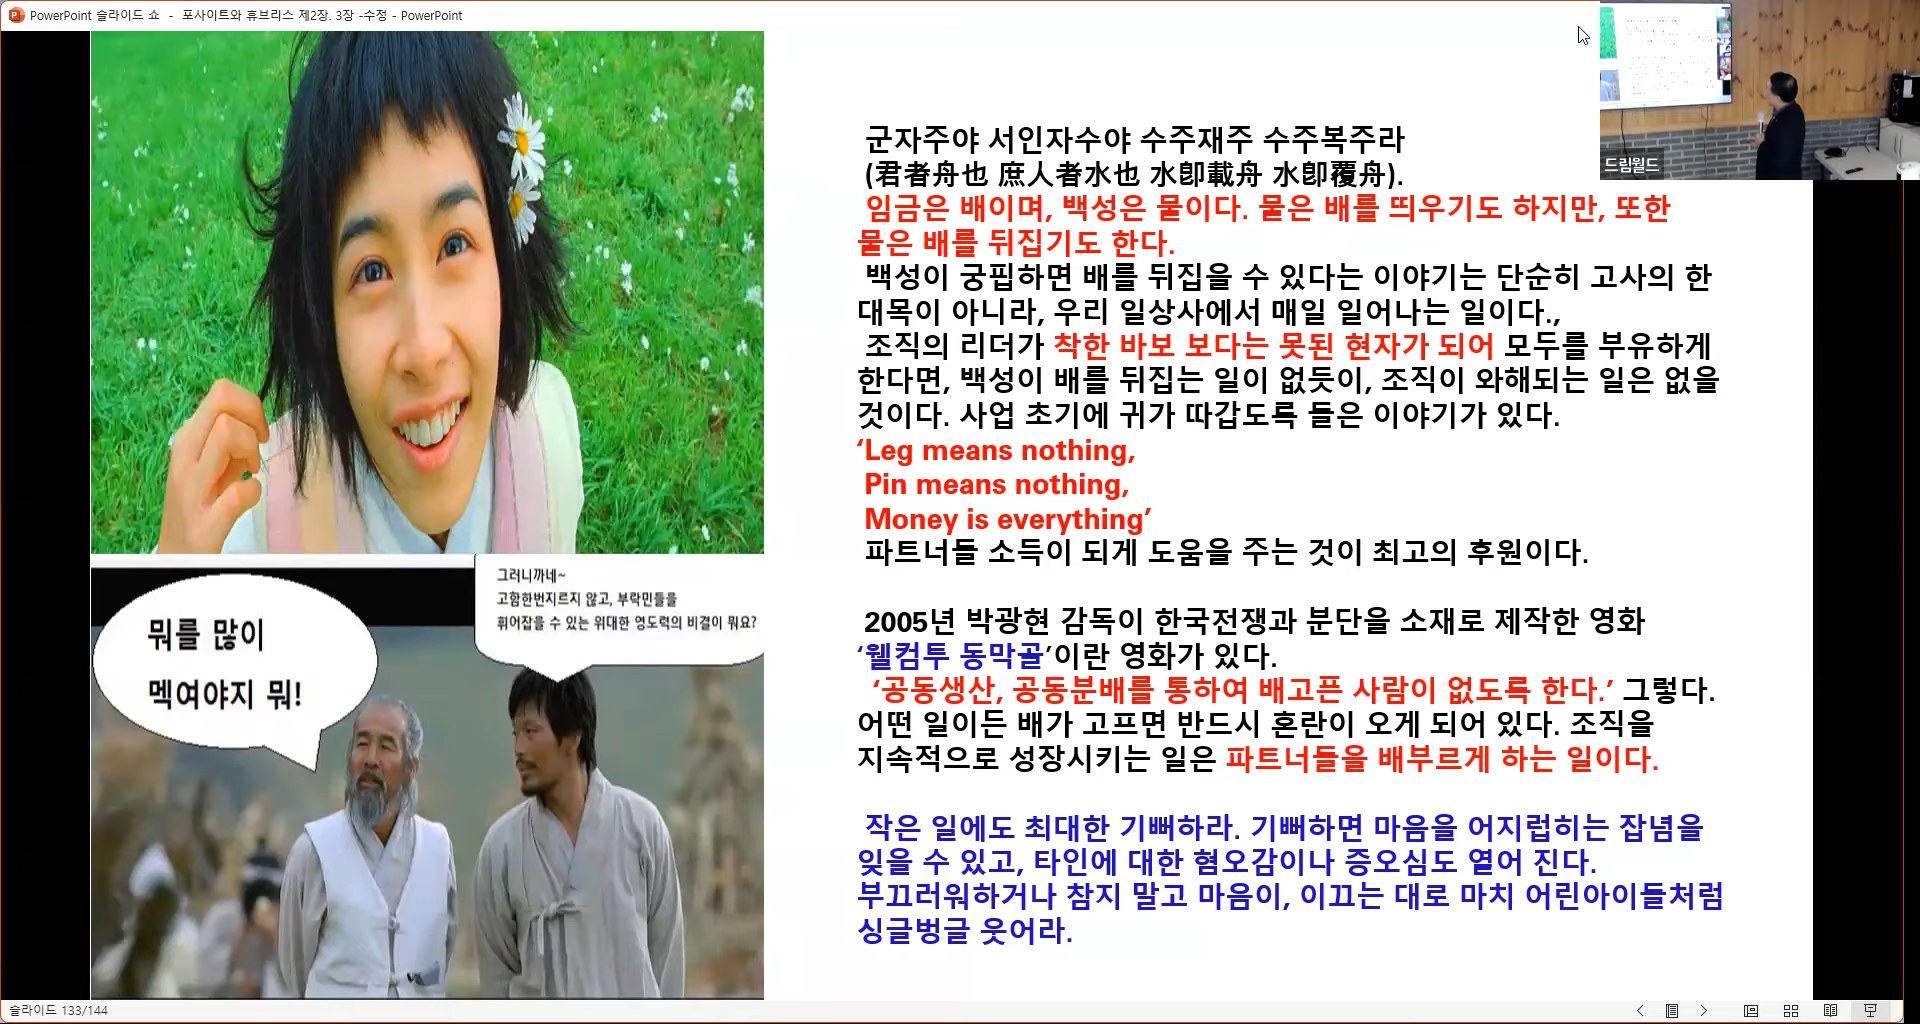 PowerPoint 슬라이드 쇼 - 포사이트와 휴브리스 제2장. 3장 -수정 - PowerPoint
드림월드
군자주야 서인자수야 수주재주 수주복주라
(君者舟也 庶人者水也 水卽載舟 水卽覆舟).
임금은 배이며, 백성은 물이다. 물은 배를 띄우기도 하지만, 또한
물은 배를 뒤집기도 한다.
백성이 궁핍하면 배를 뒤집을 수 있다는 이야기는 단순히 고사의 한
대목이 아니라, 우리 일상사에서 매일 일어나는 일이다.,
조직의 리더가 착한 바보 보다는 못된 현자가 되어 모두를 부유하게
한다면, 백성이 배를 뒤집는 일이 없듯이, 조직이 와해되는 일은 없을
것이다. 사업 초기에 귀가 따갑도록 들은 이야기가 있다.
‘Leg means nothing,
Pin means nothing,
Money is everything’
파트너들 소득이 되게 도움을 주는 것이 최고의 후원이다.
2005년 박광현 감독이 한국전쟁과 분단을 소재로 제작한 영화
‘웰컴투 동막골’이란 영화가 있다.
‘공동생산, 공동분배를 통하여 배고픈 사람이 없도록 한다.’ 그렇다.
어떤 일이든 배가 고프면 반드시 혼란이 오게 되어 있다. 조직을
지속적으로 성장시키는 일은 파트너들을 배부르게 하는 일이다.
작은 일에도 최대한 기뻐하라. 기뻐하면 마음을 어지럽히는 잡념을
잊을 수 있고, 타인에 대한 혐오감이나 증오심도 옅어 진다.
부끄러워하거나 참지 말고 마음이, 이끄는 대로 마치 어린아이들처럼
싱글벙글 웃어라.
그러니까네~
고함한번지르지 않고, 부락민들을
휘어잡을 수 있는 위대한 영도력의 비결이 뭐요?
뭐를 많이
멕여야지 뭐!
슬라이드 133/144